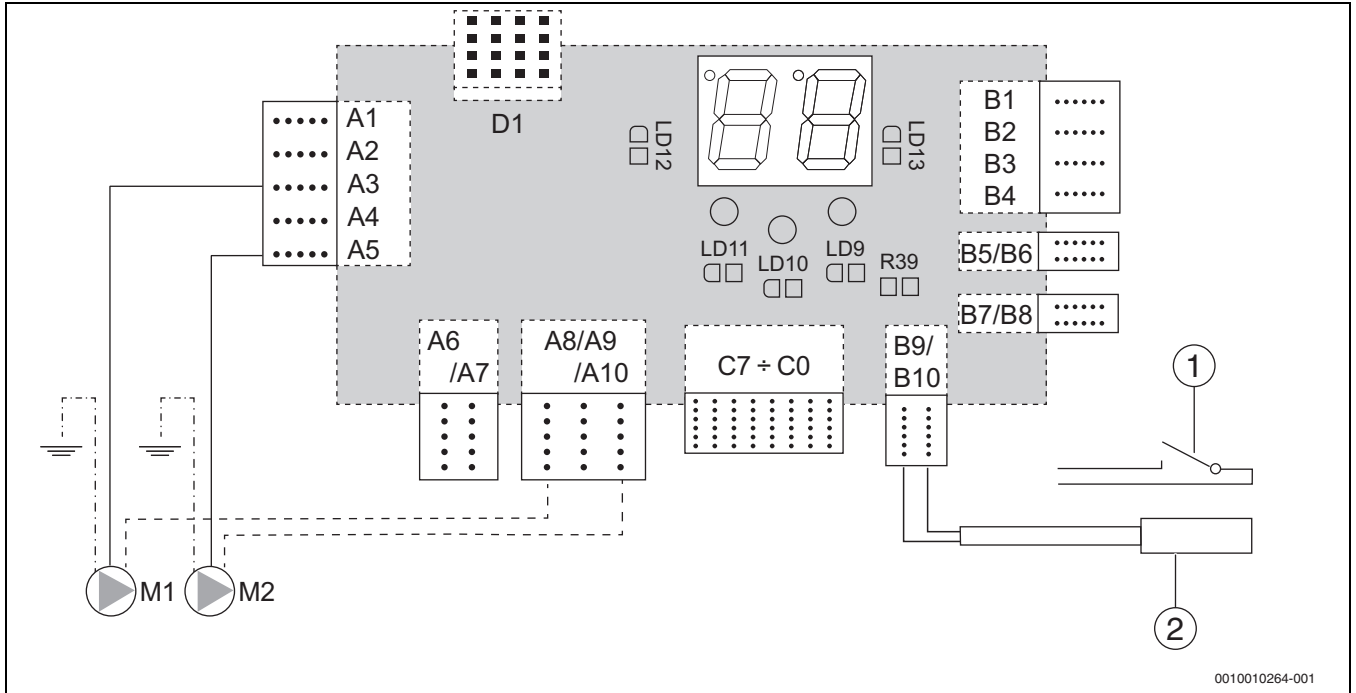 D1
A1
A2
A3
A4
A5
LD12
LD13
B1
B2
B3
B4
LD11
LD10
LD9
R39
B5/B6
B7/B8
A6
/A7
A8/A9
/A10
C7 ÷ C0
B9/
B10
1
M1
M2
2
0010010264-001